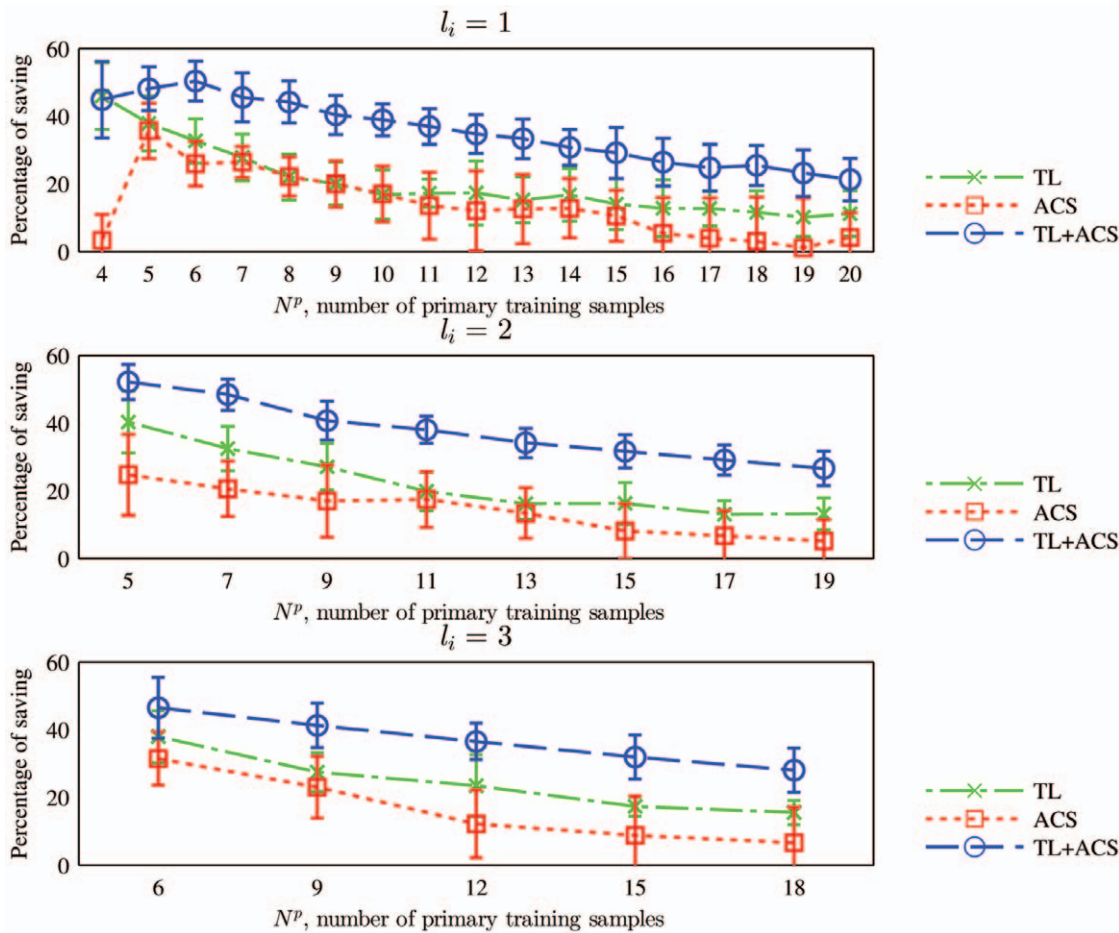 l_i = 1
Percentage of saving
60
40
20
0
4 5 6 7 8 9 10 11 12 13 14 15 16 17 18 19 20
N^p, number of primary training samples
TL
ACS
TL+ACS
l_i = 2
Percentage of saving
60
40
20
0
5 7 9 11 13 15 17 19
N^p, number of primary training samples
TL
ACS
TL+ACS
l_i = 3
Percentage of saving
60
40
20
0
6 9 12 15 18
N^p, number of primary training samples
TL
ACS
TL+ACS